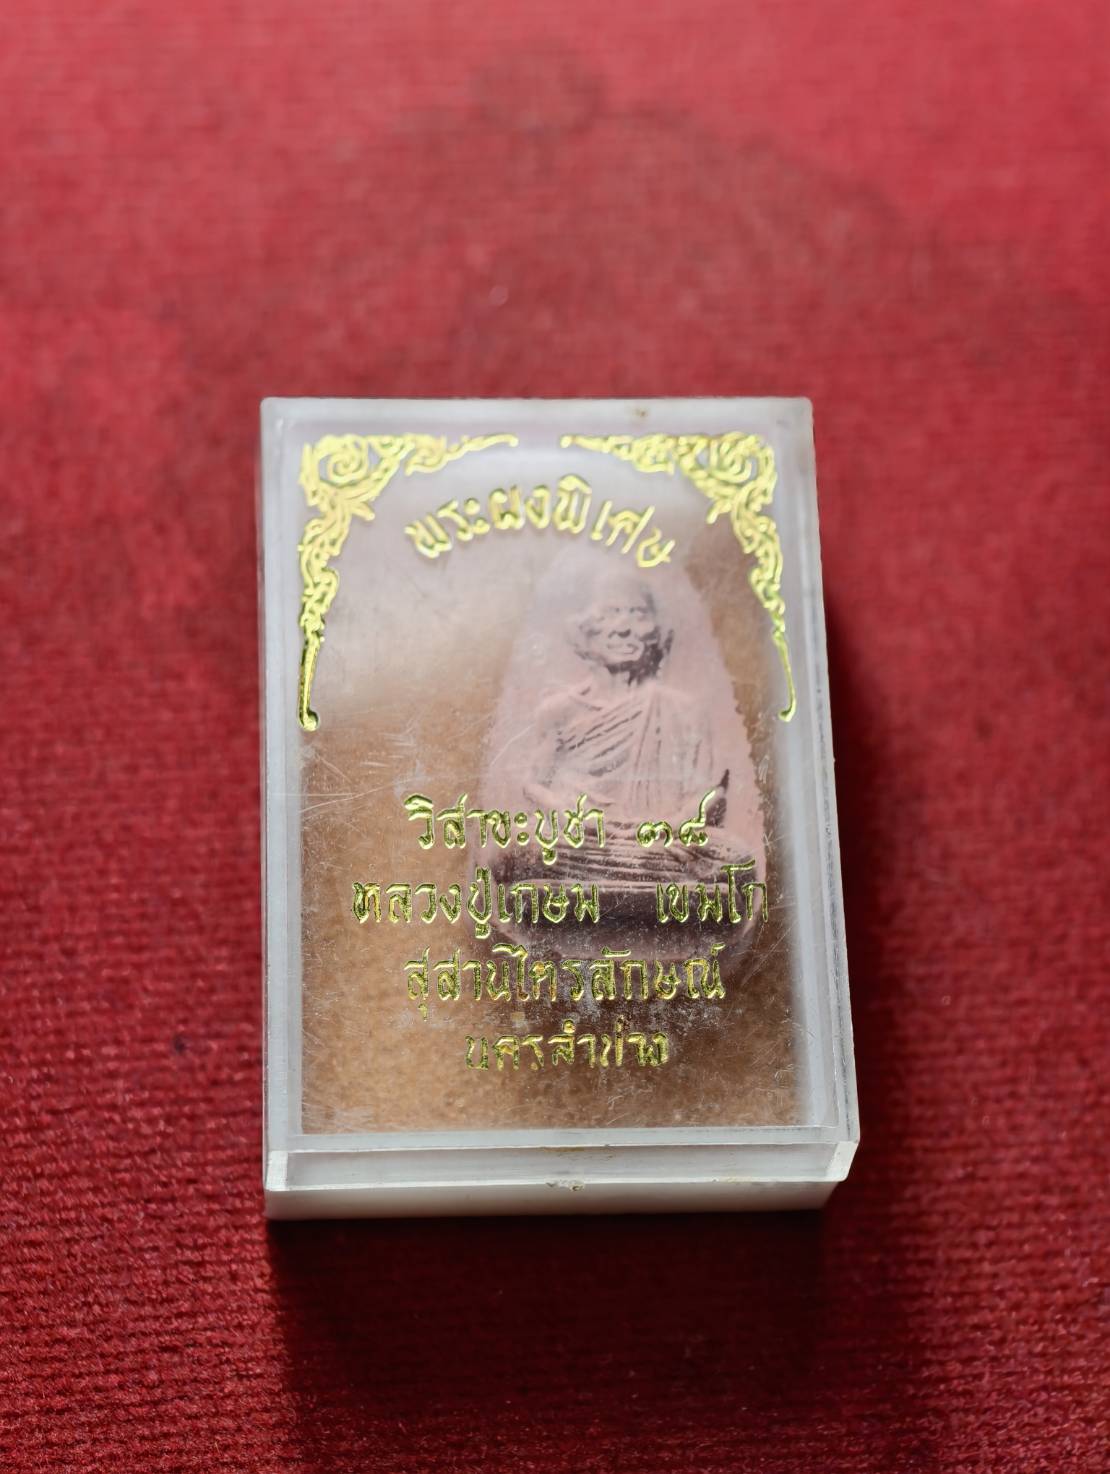 พระผงพิเศษ
วิสาขะบูชา ๓๘
หลวงปู่เกษม เขมโก
สุสานไตรลักษณ์
นครลำปาง